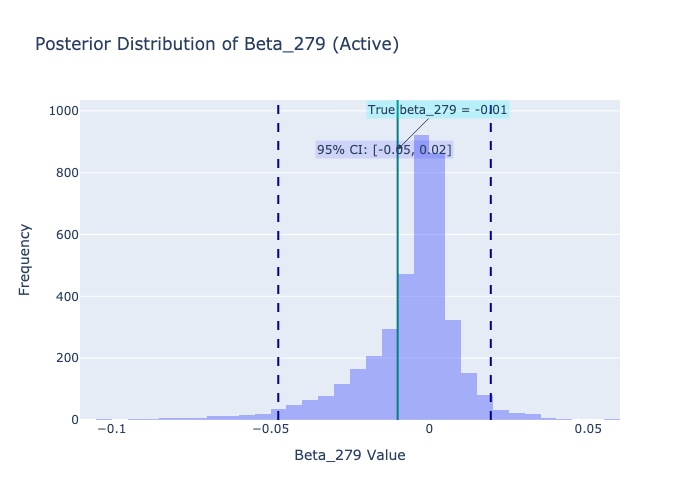 Posterior Distribution of Beta_279 (Active)
True beta_279 = -0.01
95% CI: [-0.05, 0.02]
1000
800
600
400
200
0
Frequency
−0.1
−0.05
0
0.05
Beta_279 Value